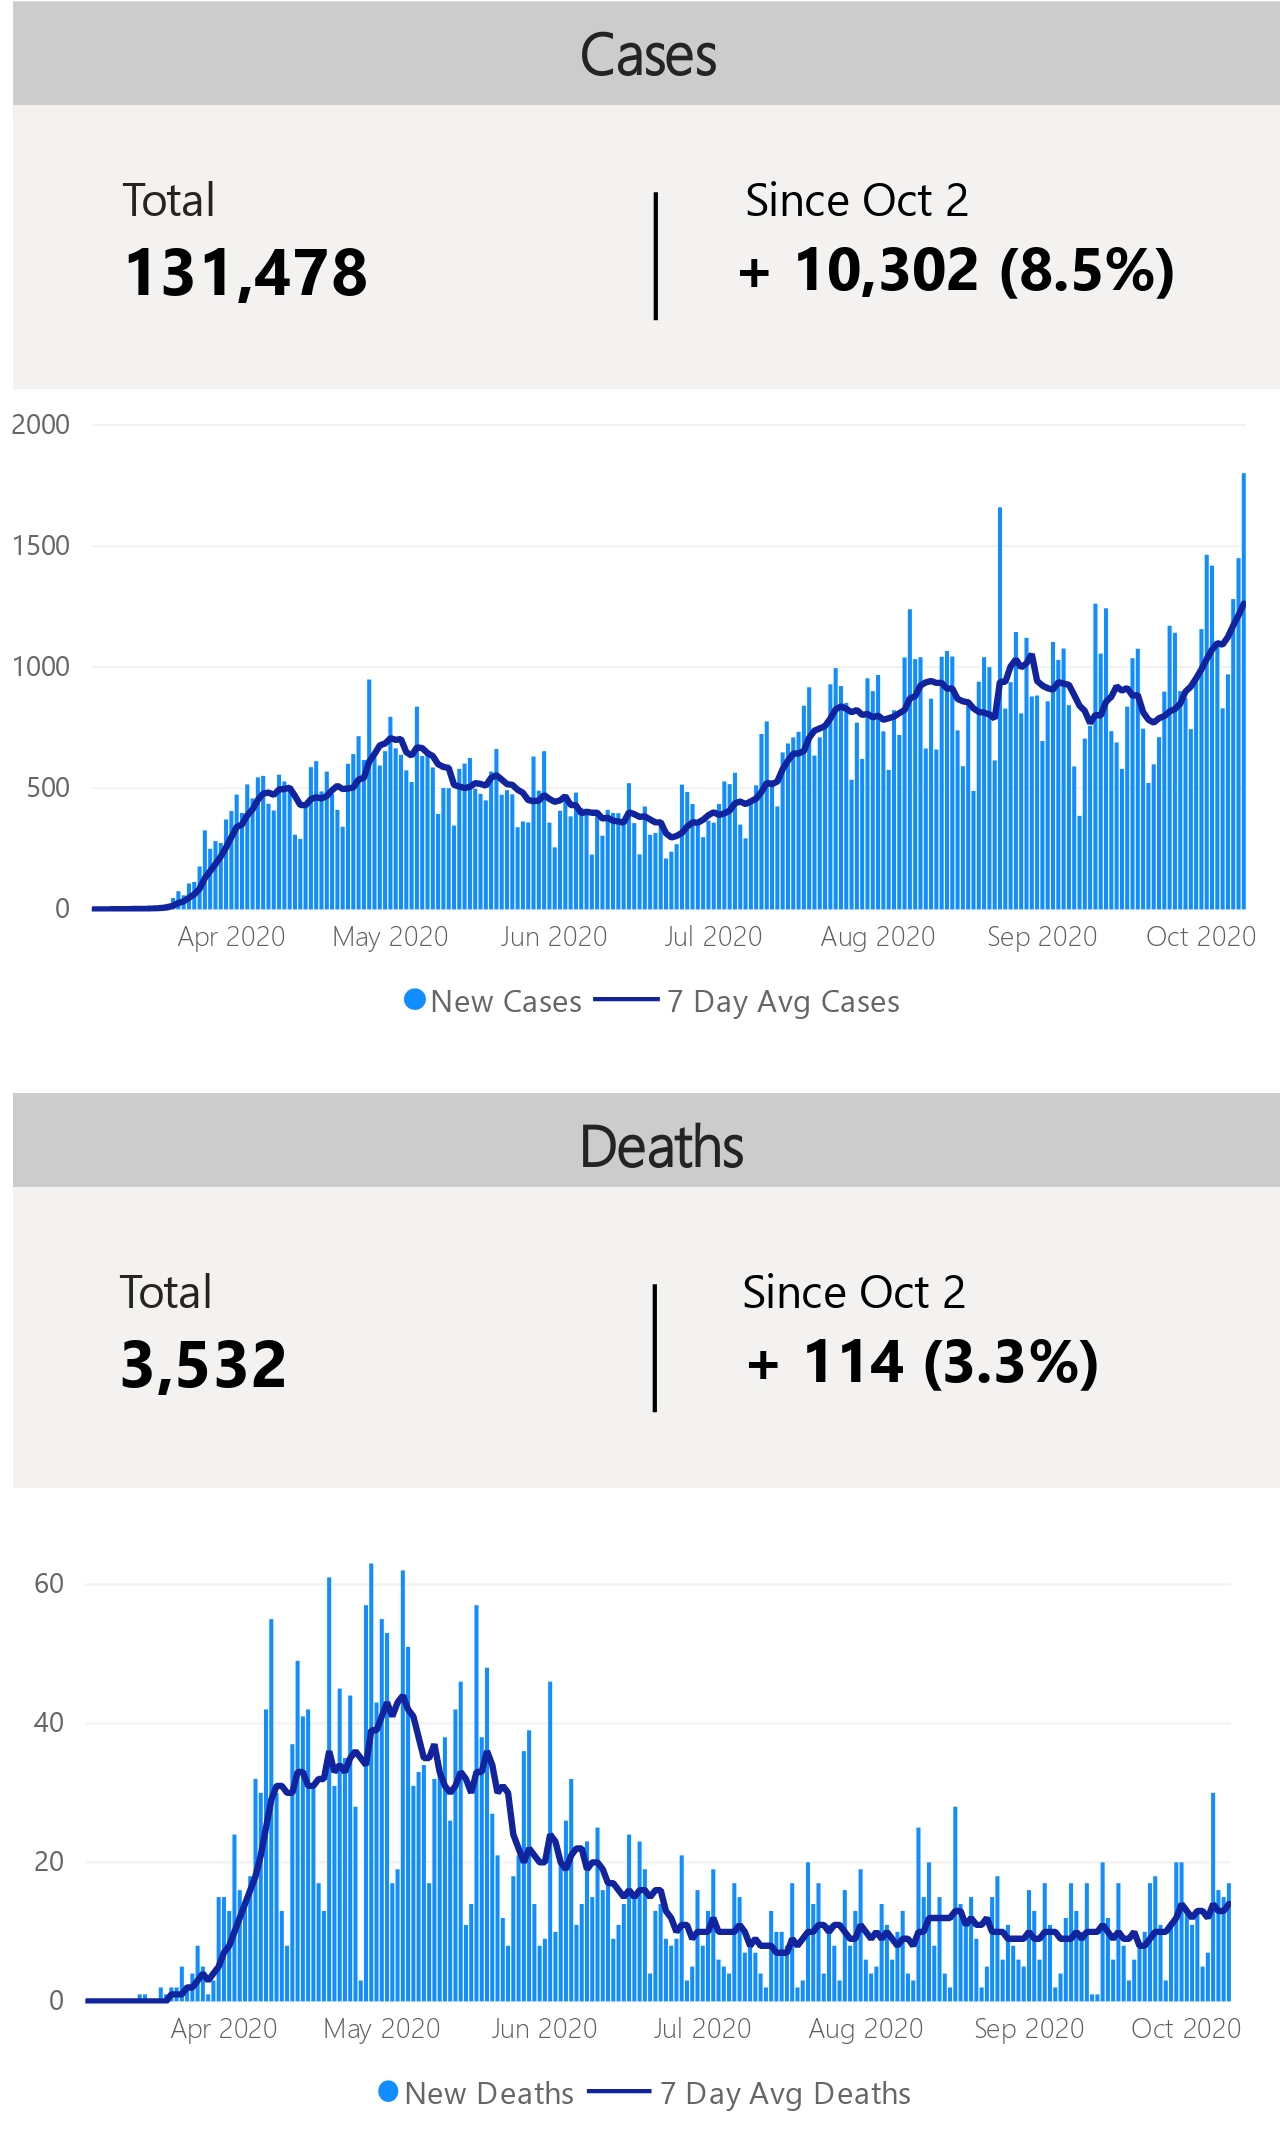 Cases
Total
Since Oct 2
131,478
+ 10,302 (8.5%)
2000
1500
1000
500
0
Apr 2020 May 2020 Jun 2020 Jul 2020 Aug 2020 Sep 2020 Oct 2020
New Cases 7 Day Avg Cases
Deaths
Total
Since Oct 2
3,532
+ 114 (3.3%)
60
40
20
0
Apr 2020 May 2020 Jun 2020 Jul 2020 Aug 2020 Sep 2020 Oct 2020
New Deaths 7 Day Avg Deaths